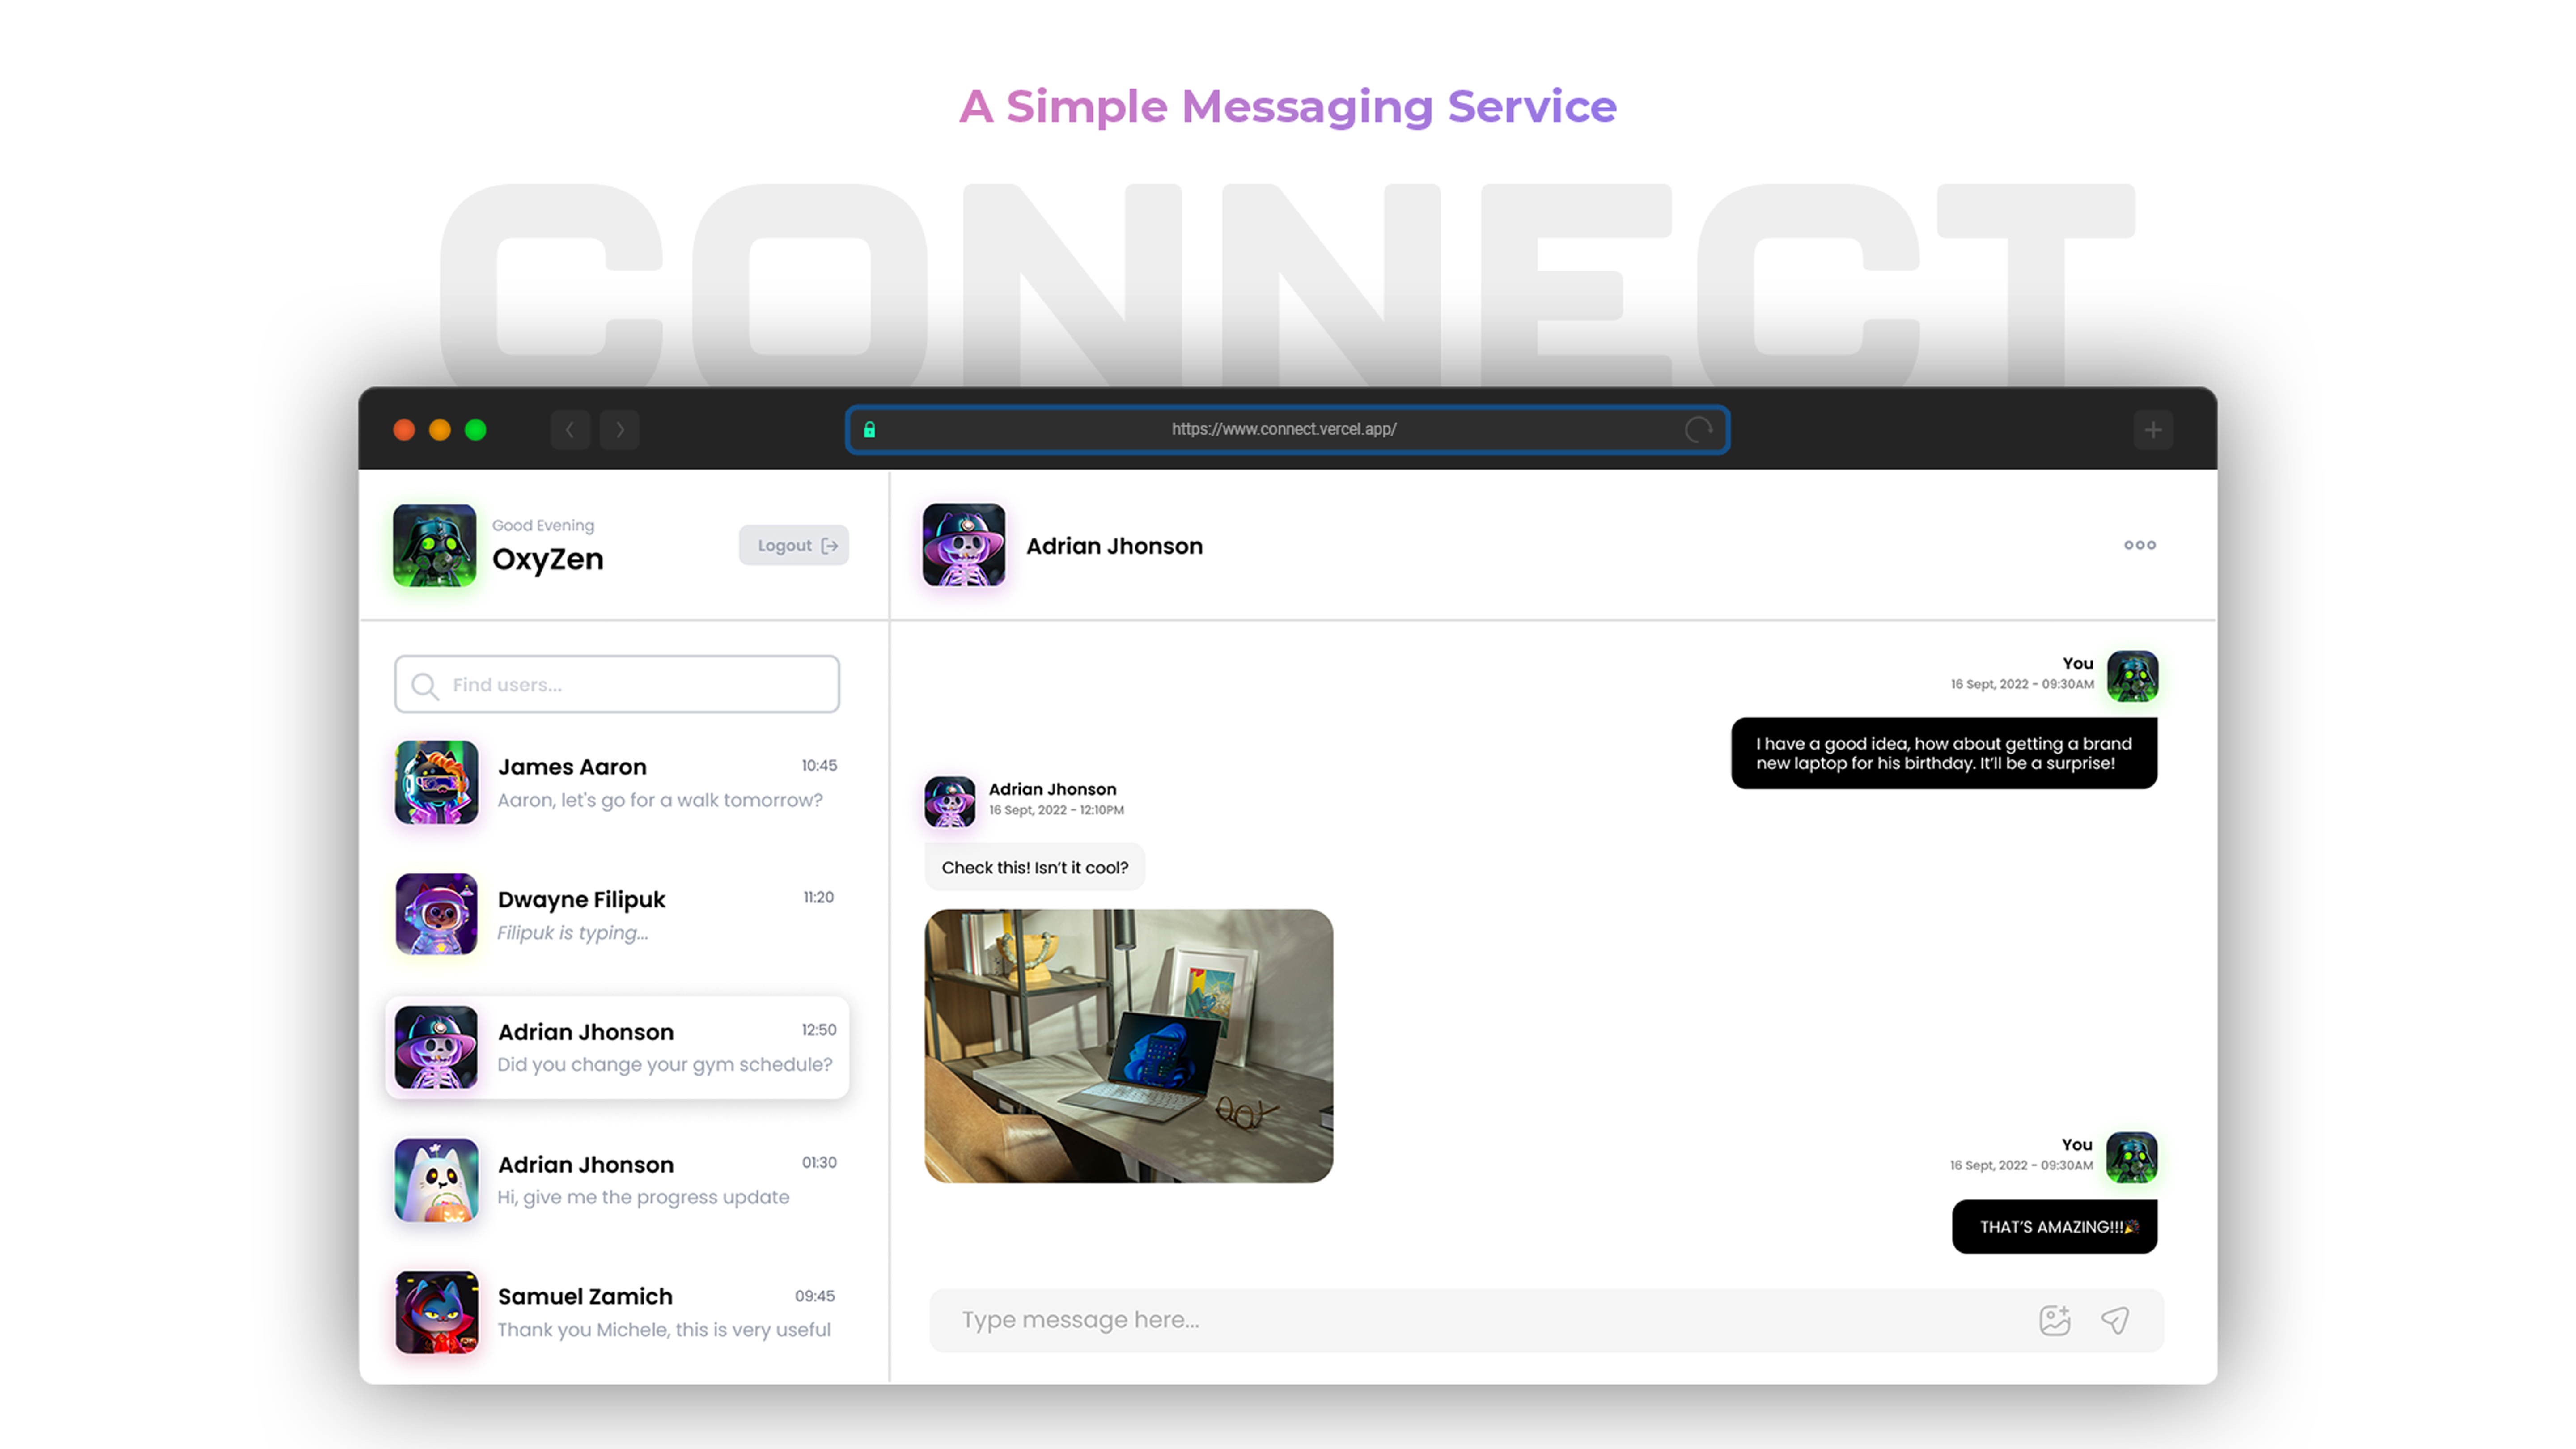 A Simple Messaging Service
CONNECT
https://www.connect.vercel.app/
Good Evening
OxyZen
Logout
Find users...
James Aaron
10:45
Aaron, let's go for a walk tomorrow?
Dwayne Filipuk
11:20
Filipuk is typing...
Adrian Jhonson
12:50
Did you change your gym schedule?
Adrian Jhonson
01:30
Hi, give me the progress update
Samuel Zamich
09:45
Thank you Michele, this is very useful
Adrian Jhonson
You
16 Sept, 2022 - 09:30AM
I have a good idea, how about getting a brand
new laptop for his birthday. It’ll be a surprise!
Adrian Jhonson
16 Sept, 2022 - 12:10PM
Check this! Isn’t it cool?
You
16 Sept, 2022 - 09:30AM
THAT’S AMAZING!!!🎉
Type message here...